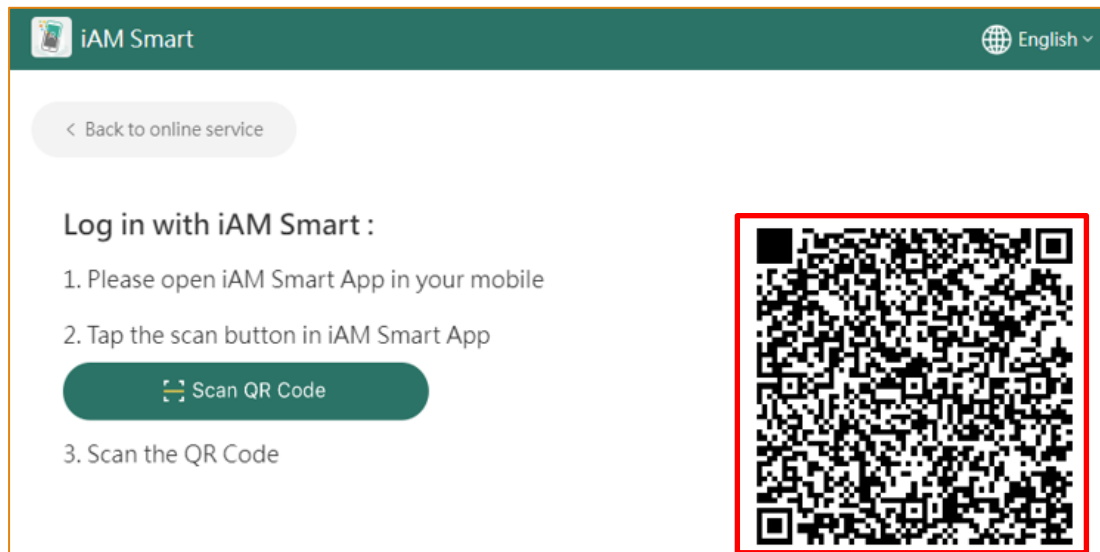 iAM Smart
English
< Back to online service
Log in with iAM Smart :
1. Please open iAM Smart App in your mobile
2. Tap the scan button in iAM Smart App
Scan QR Code
3. Scan the QR Code